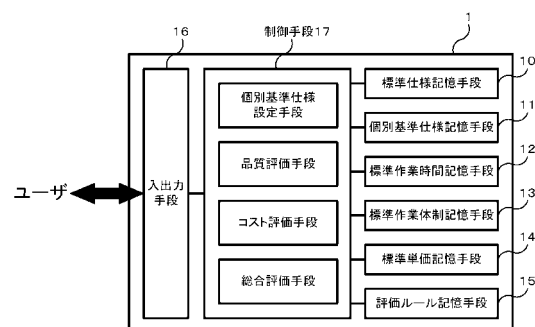 16
制御手段17
1
10
個別基準仕様
設定手段
標準仕様記憶手段
11
個別基準仕様記憶手段
12
品質評価手段
標準作業時間記憶手段
ユーザ
入出力
手段
13
コスト評価手段
標準作業体制記憶手段
14
標準単価記憶手段
総合評価手段
15
評価ルール記憶手段